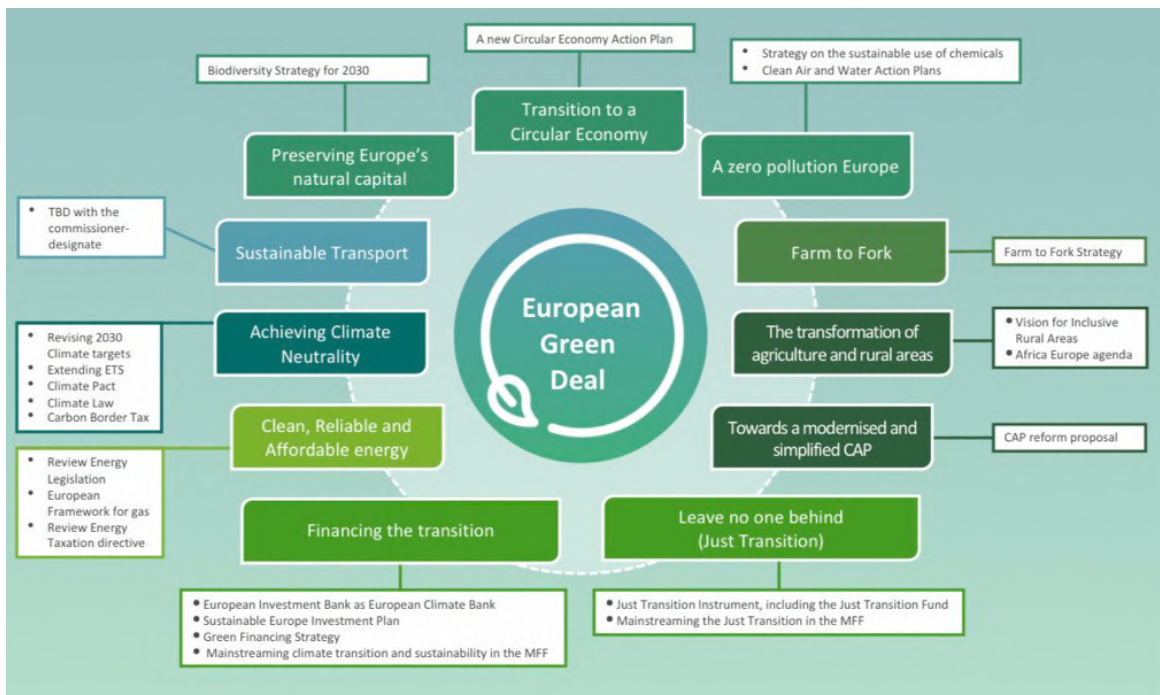 A new Circular Economy Action Plan
Biodiversity Strategy for 2030
• Strategy on the sustainable use of chemicals
• Clean Air and Water Action Plans
Transition to a
Circular Economy
Preserving Europe's
natural capital
A zero pollution Europe
• TBD with the
commissioner-
designate
Sustainable Transport
Farm to Fork
Farm to Fork Strategy
European
Green
Deal
• Revising 2030
Climate targets
• Extending ETS
• Climate Pact
• Climate Law
• Carbon Border Tax
Achieving Climate
Neutrality
The transformation of
agriculture and rural areas
• Vision for Inclusive
Rural Areas
• Africa Europe agenda
Clean, Reliable and
Affordable energy
Towards a modernised and
simplified CAP
CAP reform proposal
• Review Energy
Legislation
• European
Framework for gas
• Review Energy
Taxation directive
Financing the transition
Leave no one behind
(Just Transition)
• European Investment Bank as European Climate Bank
• Sustainable Europe Investment Plan
• Green Financing Strategy
• Mainstreaming climate transition and sustainability in the MFF
• Just Transition Instrument, including the Just Transition Fund
• Mainstreaming the Just Transition in the MFF